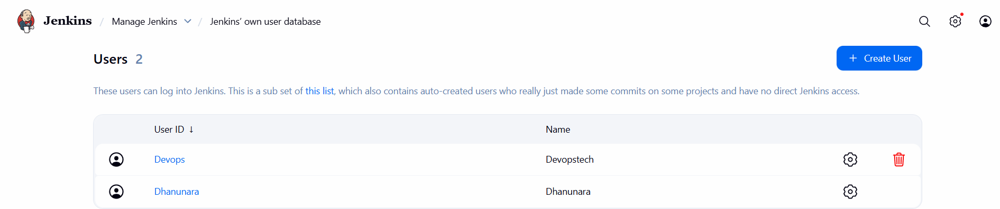 Jenkins / Manage Jenkins / Jenkins’ own user database
Users 2
+ Create User
These users can log into Jenkins. This is a sub set of this list, which also contains auto-created users who really just made some commits on some projects and have no direct Jenkins access.
User ID ↓ Name
Devops Devopstech
Dhanunara Dhanunara